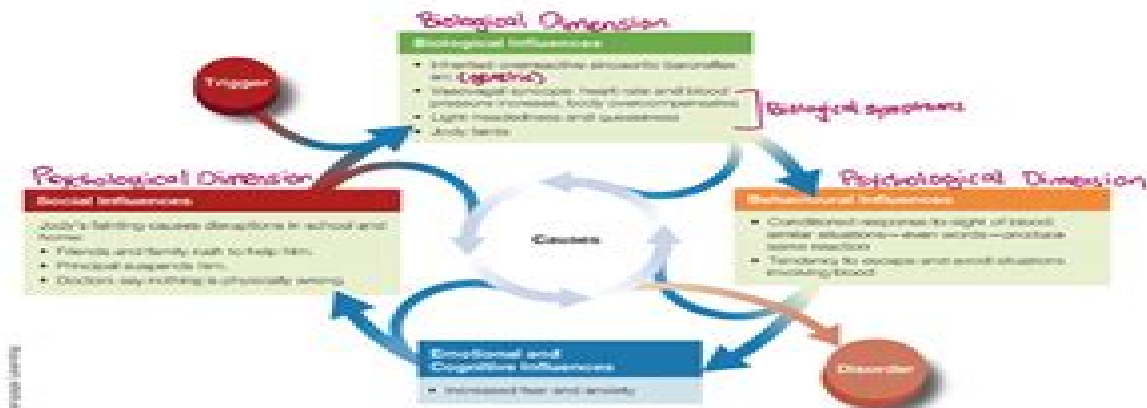 Biological Dimension
Biological Influences
• Inherited overreactive sinoaortic baroreflex
arc (genetic)
• Vasovagal syncope: heart rate and blood
pressure increase, body overcompensates
• Light-headedness and queasiness
• Jody faints
Biological
Trigger
Psychological Dimension
Social Influences
Jody's fainting causes disruptions in school and
home:
• Friends and family rush to help him.
• Principal suspends him.
• Doctors say nothing is physically wrong.
Causes
Psychological Dimension
Behavioural Influences
• Conditioned response to sight of blood:
similar situations—even words—produce
same reaction
• Tendency to escape and avoid situations
involving blood
Emotional and
Cognitive Influences
• Increased fear and anxiety
Disorder